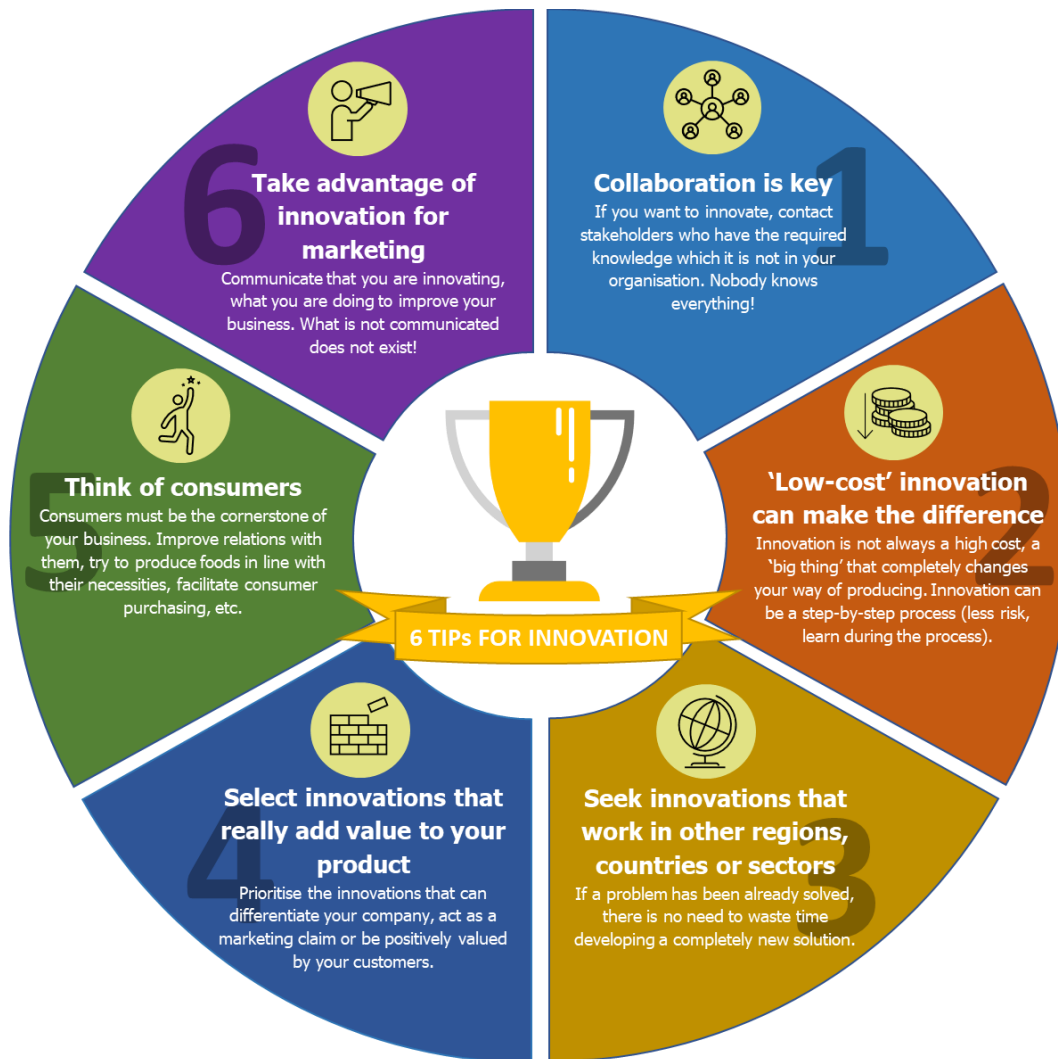 1
Collaboration is key
If you want to innovate, contact
stakeholders who have the required
knowledge which it is not in your
organisation. Nobody knows
everything!
2
‘Low-cost’ innovation
can make the difference
Innovation is not always a high cost, a
‘big thing’ that completely changes
your way of producing. Innovation can
be a step-by-step process (less risk,
learn during the process).
3
Seek innovations that
work in other regions,
countries or sectors
If a problem has been already solved,
there is no need to waste time
developing a completely new solution.
4
Select innovations that
really add value to your
product
Prioritise the innovations that can
differentiate your company, act as a
marketing claim or be positively valued
by your customers.
5
Think of consumers
Consumers must be the cornerstone of
your business. Improve relations with
them, try to produce foods in line with
their necessities, facilitate consumer
purchasing, etc.
6
Take advantage of
innovation for
marketing
Communicate that you are innovating,
what you are doing to improve your
business. What is not communicated
does not exist!
6 TIPs FOR INNOVATION